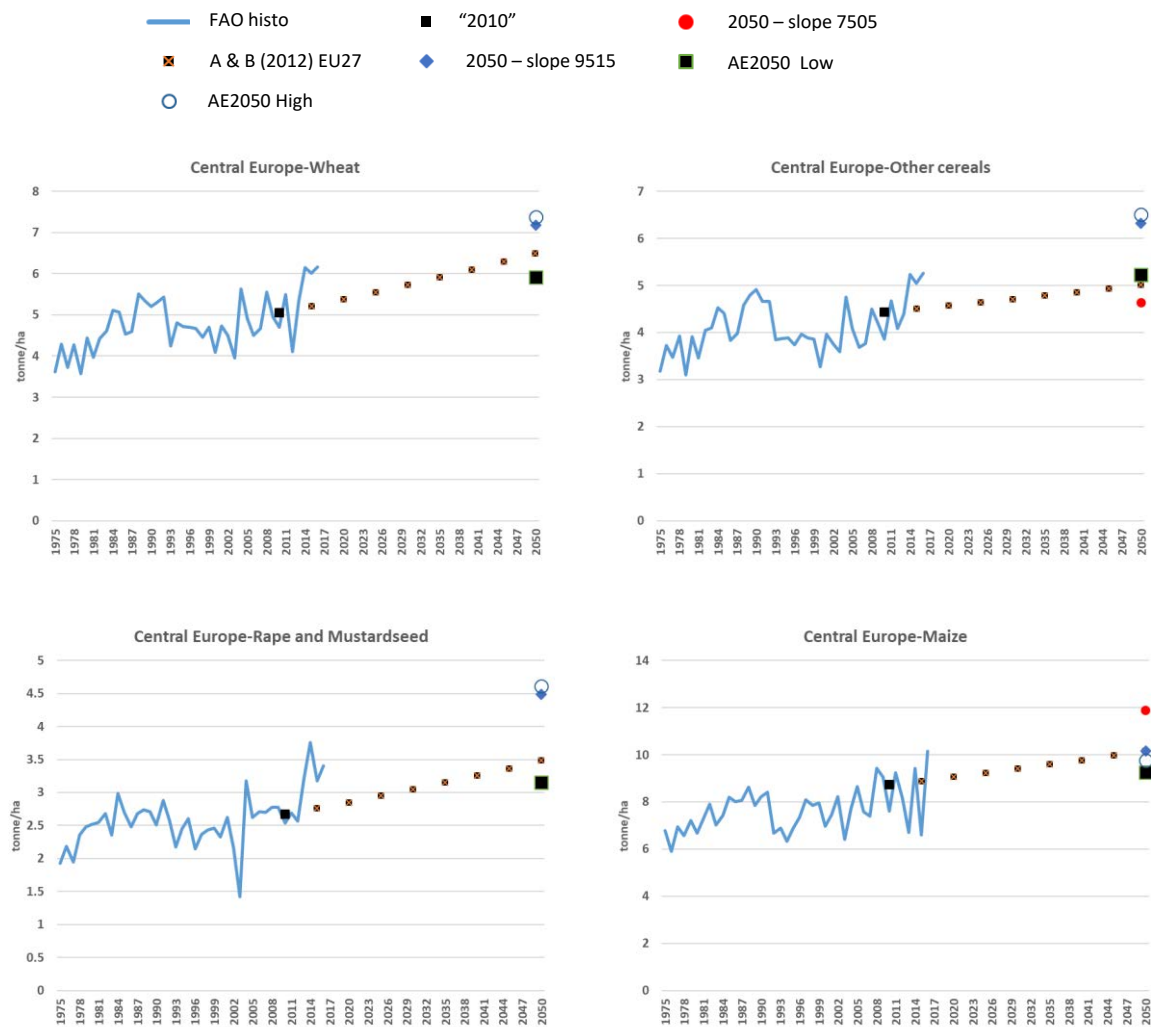 FAO histo “2010” 2050 – slope 7505
A & B (2012) EU27 2050 – slope 9515 AE2050 Low
AE2050 High
Central Europe-Wheat
8
7
6
5
4
3
2
1
0
tonne/ha
1975 1978 1981 1984 1987 1990 1993 1996 1999 2002 2005 2008 2011 2014 2017 2020 2023 2026 2029 2032 2035 2038 2041 2044 2047 2050
Central Europe-Other cereals
7
6
5
4
3
2
1
0
tonne/ha
1975 1978 1981 1984 1987 1990 1993 1996 1999 2002 2005 2008 2011 2014 2017 2020 2023 2026 2029 2032 2035 2038 2041 2044 2047 2050
Central Europe-Rape and Mustardseed
5
4.5
4
3.5
3
2.5
2
1.5
1
0.5
0
tonne/ha
1975 1978 1981 1984 1987 1990 1993 1996 1999 2002 2005 2008 2011 2014 2017 2020 2023 2026 2029 2032 2035 2038 2041 2044 2047 2050
Central Europe-Maize
14
12
10
8
6
4
2
0
tonne/ha
1975 1978 1981 1984 1987 1990 1993 1996 1999 2002 2005 2008 2011 2014 2017 2020 2023 2026 2029 2032 2035 2038 2041 2044 2047 2050